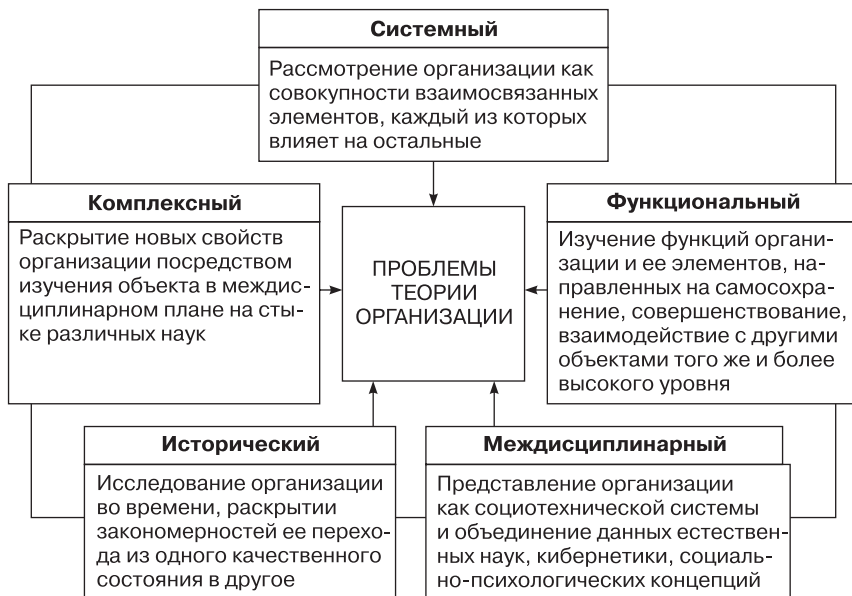 Системный
Рассмотрение организации как
совокупности взаимосвязанных
элементов, каждый из которых
влияет на остальные
Комплексный
Раскрытие новых свойств
организации посредством
изучения объекта в междис-
циплинарном плане на сты-
ке различных наук
ПРОБЛЕМЫ
ТЕОРИИ
ОРГАНИЗАЦИИ
Функциональный
Изучение функций органи-
зации и ее элементов, на-
правленных на самосохра-
нение, совершенствование,
взаимодействие с другими
объектами того же и более
высокого уровня
Исторический
Исследование организации
во времени, раскрытии
закономерностей ее перехо-
да из одного качественного
состояния в другое
Междисциплинарный
Представление организации
как социотехнической системы
и объединение данных естествен-
ных наук, кибернетики, социаль-
но-психологических концепций